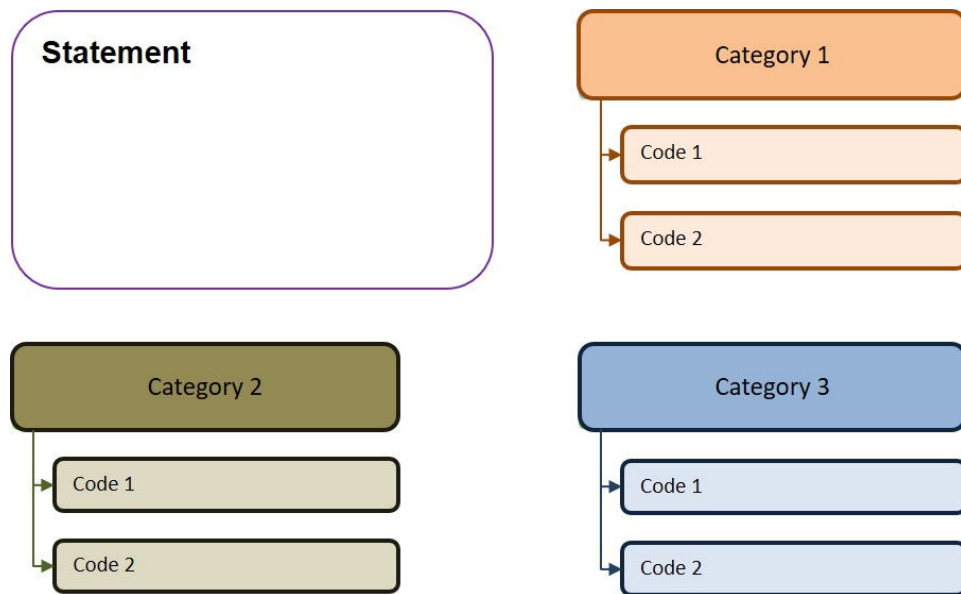 Statement
Category 1
Code 1
Code 2
Category 2
Code 1
Code 2
Category 3
Code 1
Code 2